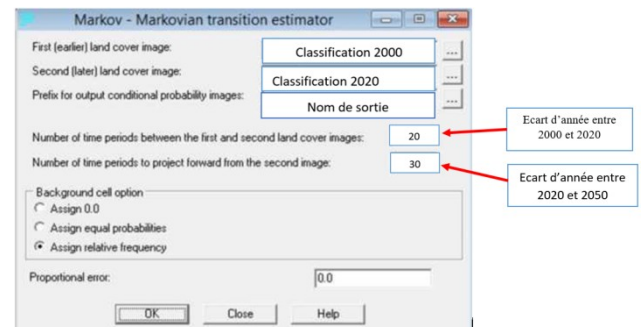 Markov - Markovian transition estimator
First (earlier) land cover image:
Classification 2000
...
Second (later) land cover image:
Classification 2020
...
Prefix for output conditional probability images:
Nom de sortie
...
Number of time periods between the first and second land cover images:
20
Ecart d'année entre
2000 et 2020
Number of time periods to project forward from the second image:
30
Ecart d'année entre
2020 et 2050
Background cell option
Assign 0.0
Assign equal probabilities
Assign relative frequency
Proportional error:
0.0
OK
Close
Help